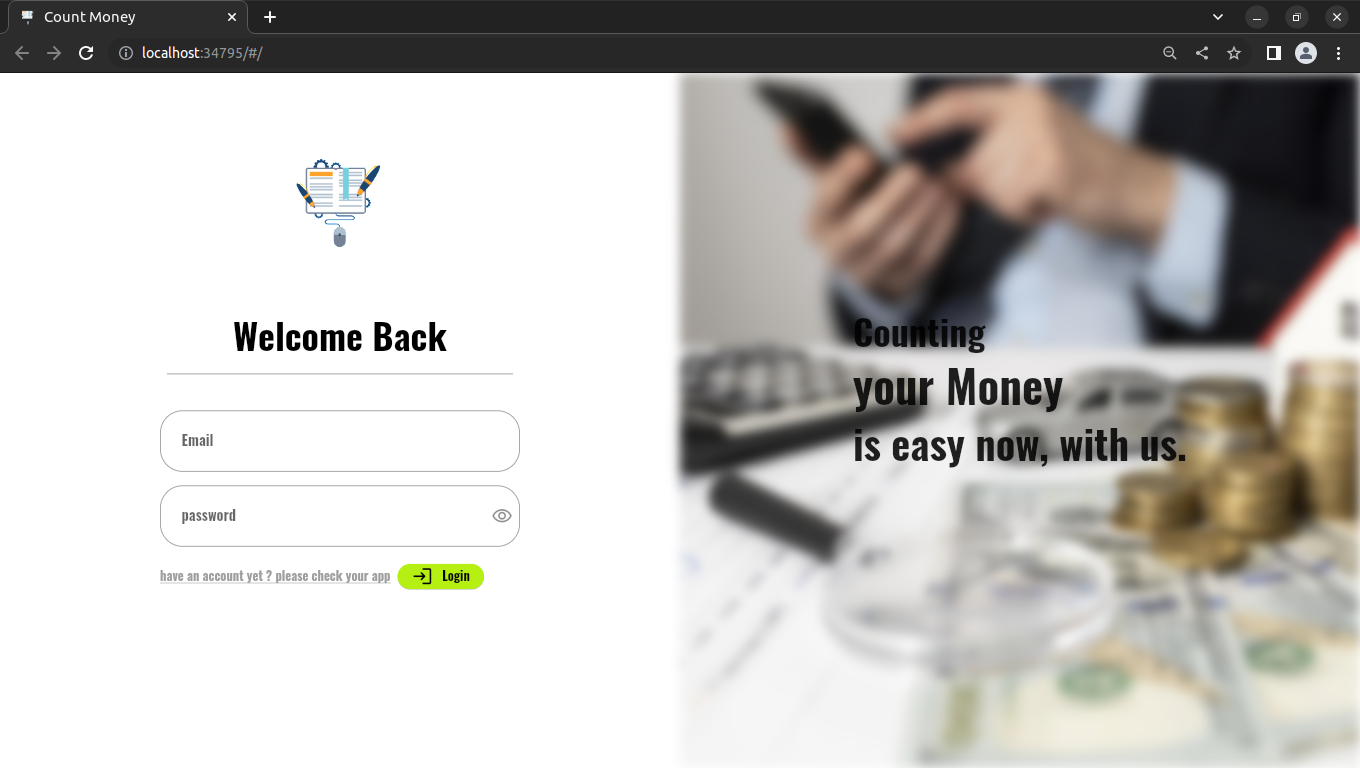 Count Money
localhost:34795/#/
Welcome Back
Email
password
have an account yet ? please check your app
Login
Counting
your Money
is easy now, with us.